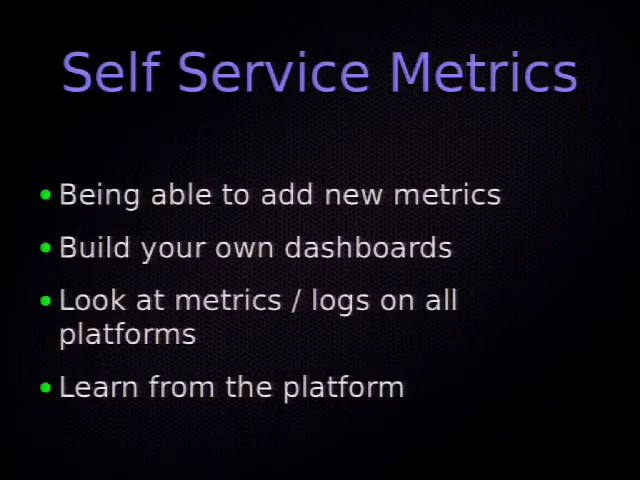 Self Service Metrics
Being able to add new metrics
Build your own dashboards
Look at metrics / logs on all
platforms
Learn from the platform